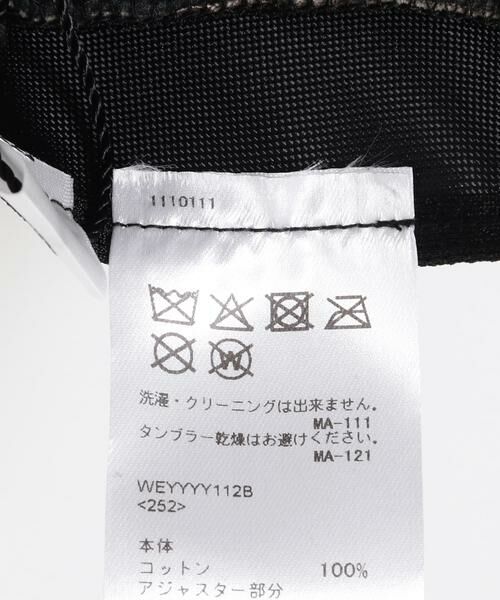 1110111
W
洗濯・クリーニングは出来ません。
MA-111
タンブラー乾燥はお避けください。
MA-121
WEYYYY112B
<252>
本体
コットン 100%
アジャスター部分